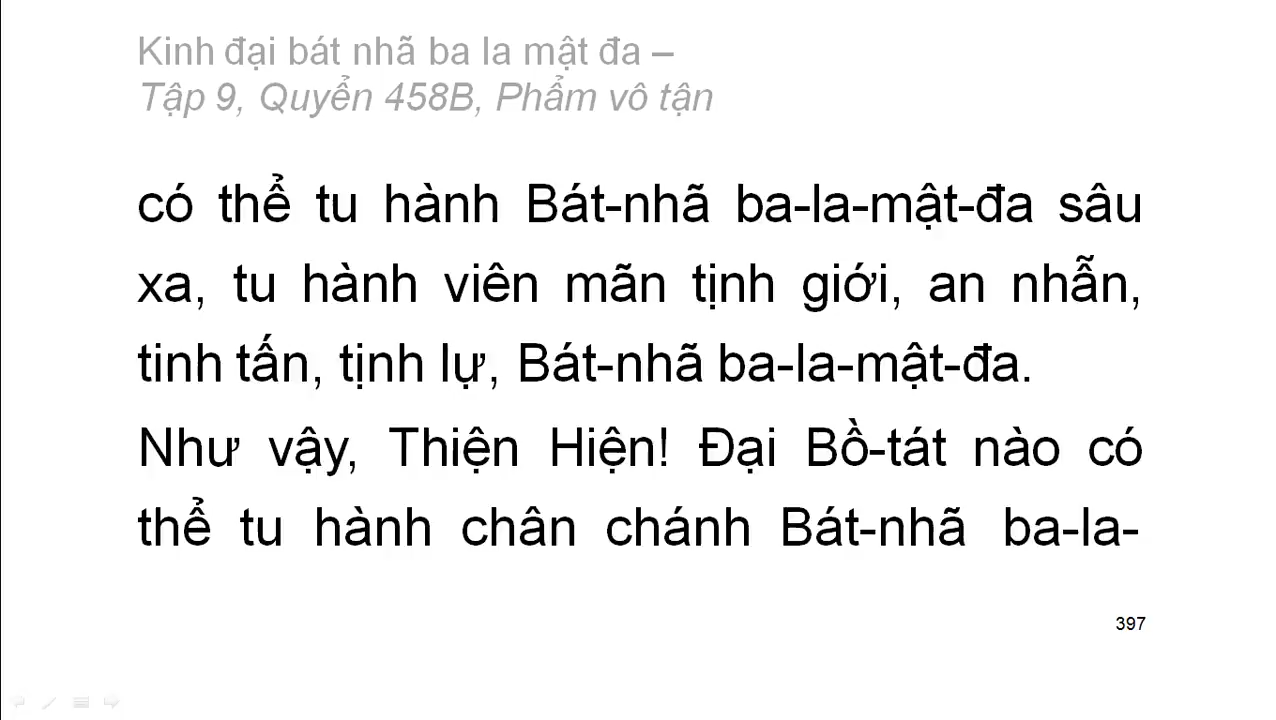 Kinh đại bát nhã ba la mật đa –
Tập 9, Quyển 458B, Phẩm vô tận
có thể tu hành Bát-nhã ba-la-mật-đa sâu
xa, tu hành viên mãn tịnh giới, an nhẫn,
tinh tấn, tịnh lự, Bát-nhã ba-la-mật-đa.
Như vậy, Thiện Hiện! Đại Bồ-tát nào có
thể tu hành chân chánh Bát-nhã ba-la-
397